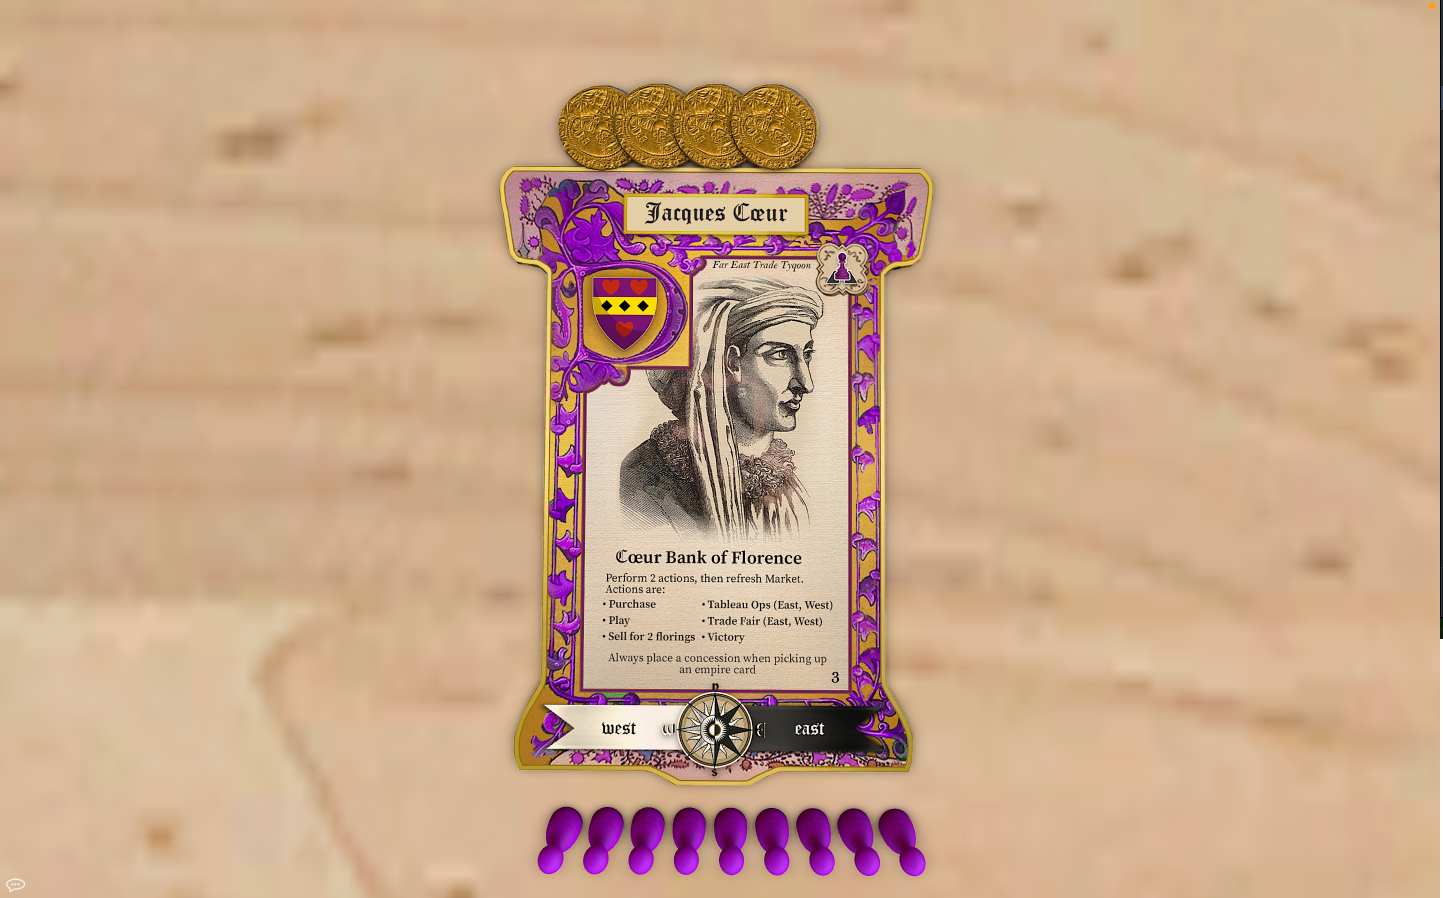 Jacques Cœur
Far East Trade Tycoon
Cœur Bank of Florence
Perform 2 actions, then refresh Market.
Actions are:
• Purchase
• Play
• Sell for 2 florins
• Tableau Ops (East, West)
• Trade Fair (East, West)
• Victory
Always place a concession when picking up
an empire card
3
n
west w E east
s